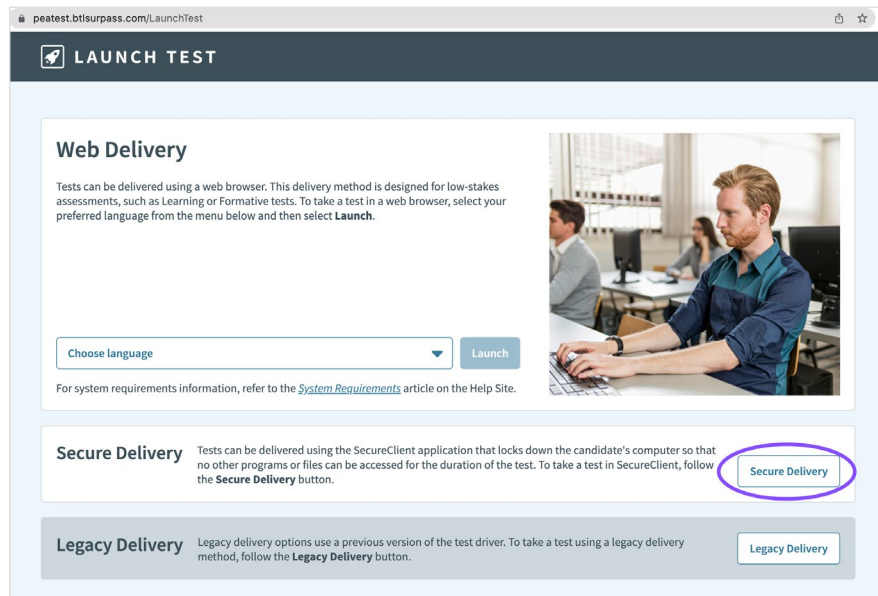 peatest.btlsurpass.com/LaunchTest
LAUNCH TEST
Web Delivery
Tests can be delivered using a web browser. This delivery method is designed for low-stakes
assessments, such as Learning or Formative tests. To take a test in a web browser, select your
preferred language from the menu below and then select Launch.
Choose language
Launch
For system requirements information, refer to the System Requirements article on the Help Site.
Secure Delivery
Tests can be delivered using the SecureClient application that locks down the candidate's computer so that
no other programs or files can be accessed for the duration of the test. To take a test in SecureClient, follow
the Secure Delivery button.
Secure Delivery
Legacy Delivery
Legacy delivery options use a previous version of the test driver. To take a test using a legacy delivery
method, follow the Legacy Delivery button.
Legacy Delivery